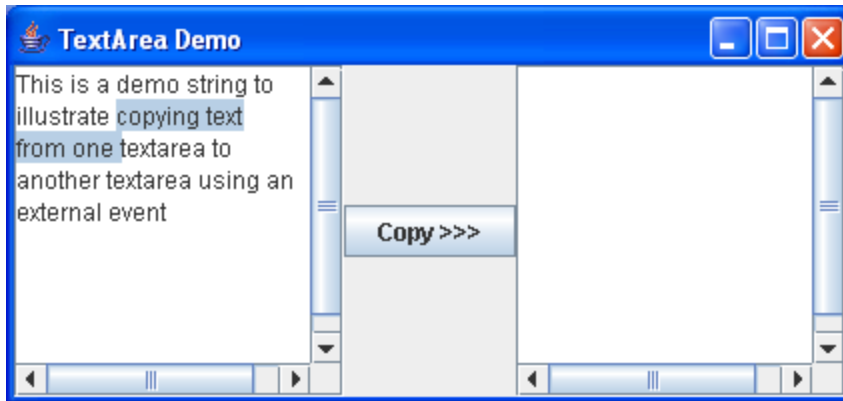 TextArea Demo
This is a demo string to
illustrate copying text
from one textarea to
another textarea using an
external event
Copy >>>